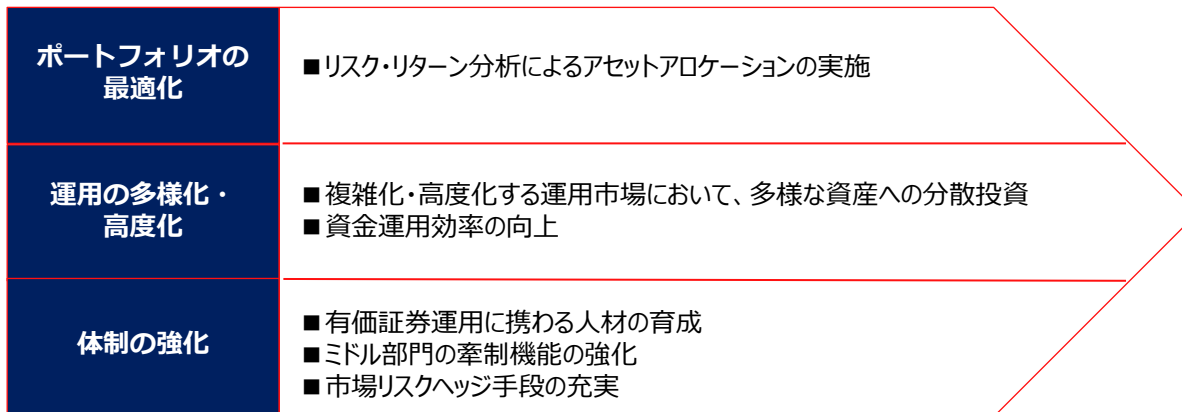 ポートフォリオの
最適化
■リスク・リターン分析によるアセットアロケーションの実施
運用の多様化・
高度化
■複雑化・高度化する運用市場において、多様な資産への分散投資
■資金運用効率の向上
体制の強化
■有価証券運用に携わる人材の育成
■ミドル部門の牽制機能の強化
■市場リスクヘッジ手段の充実